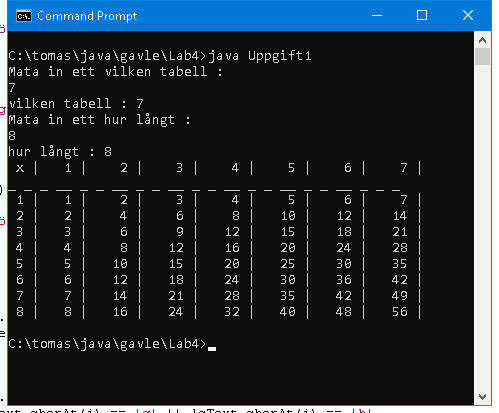 Command Prompt
C:\tomas\java\gavle\Lab4>java Uppgift1
Mata in ett vilken tabell :
7
vilken tabell : 7
Mata in ett hur långt :
8
hur långt : 8
x | 1 | 2 | 3 | 4 | 5 | 6 | 7 |
_ _ _ _ _ _ _ _ _ _ _ _ _ _ _ _ _ _ _ _ _ _ _ _ _
1 | 1 | 2 | 3 | 4 | 5 | 6 | 7 |
2 | 2 | 4 | 6 | 8 | 10 | 12 | 14 |
3 | 3 | 6 | 9 | 12 | 15 | 18 | 21 |
4 | 4 | 8 | 12 | 16 | 20 | 24 | 28 |
5 | 5 | 10 | 15 | 20 | 25 | 30 | 35 |
6 | 6 | 12 | 18 | 24 | 30 | 36 | 42 |
7 | 7 | 14 | 21 | 28 | 35 | 42 | 49 |
8 | 8 | 16 | 24 | 32 | 40 | 48 | 56 |
C:\tomas\java\gavle\Lab4>